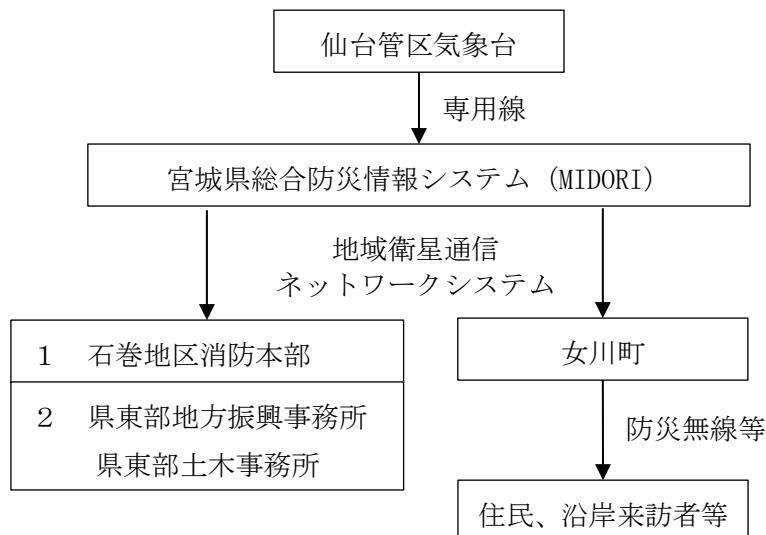 仙台管区気象台
専用線
宮城県総合防災情報システム（MIDORI）
地域衛星通信
ネットワークシステム
１　石巻地区消防本部
２　県東部地方振興事務所
県東部土木事務所
女川町
防災無線等
住民、沿岸来訪者等